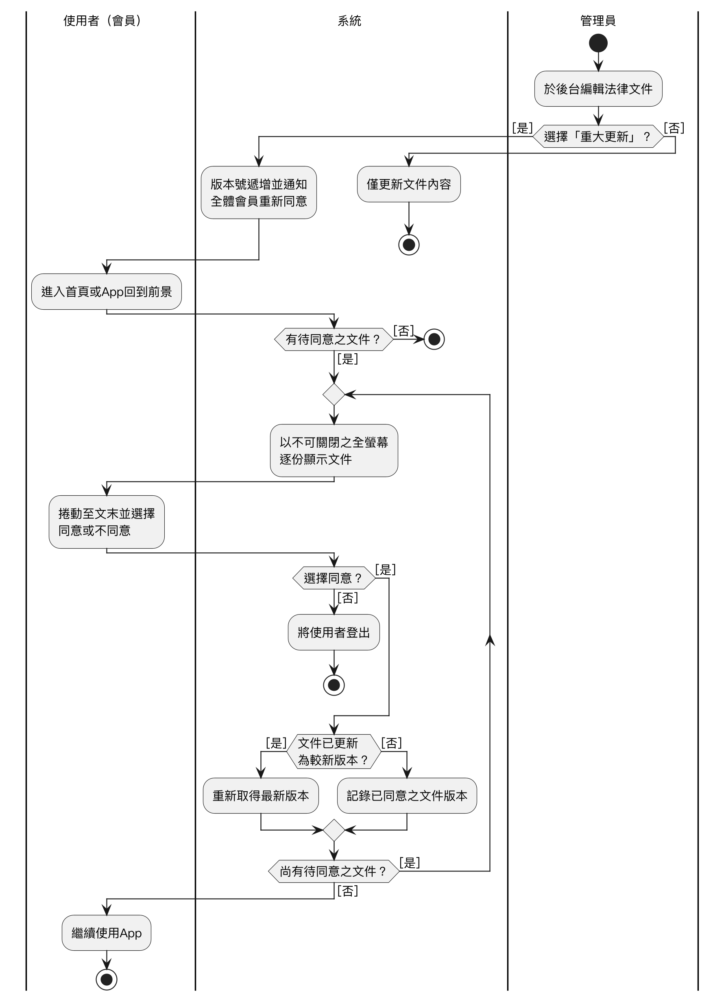 使用者（會員）
系統
管理員
於後台編輯法律文件
[是]
選擇「重大更新」？
[否]
版本號遞增並通知
全體會員重新同意
僅更新文件內容
進入首頁或App回到前景
有待同意之文件？
[否]
[是]
以不可關閉之全螢幕
逐份顯示文件
捲動至文末並選擇
同意或不同意
選擇同意？
[是]
[否]
將使用者登出
[是]
文件已更新
為較新版本？
[否]
重新取得最新版本
記錄已同意之文件版本
尚有待同意之文件？
[是]
[否]
繼續使用App